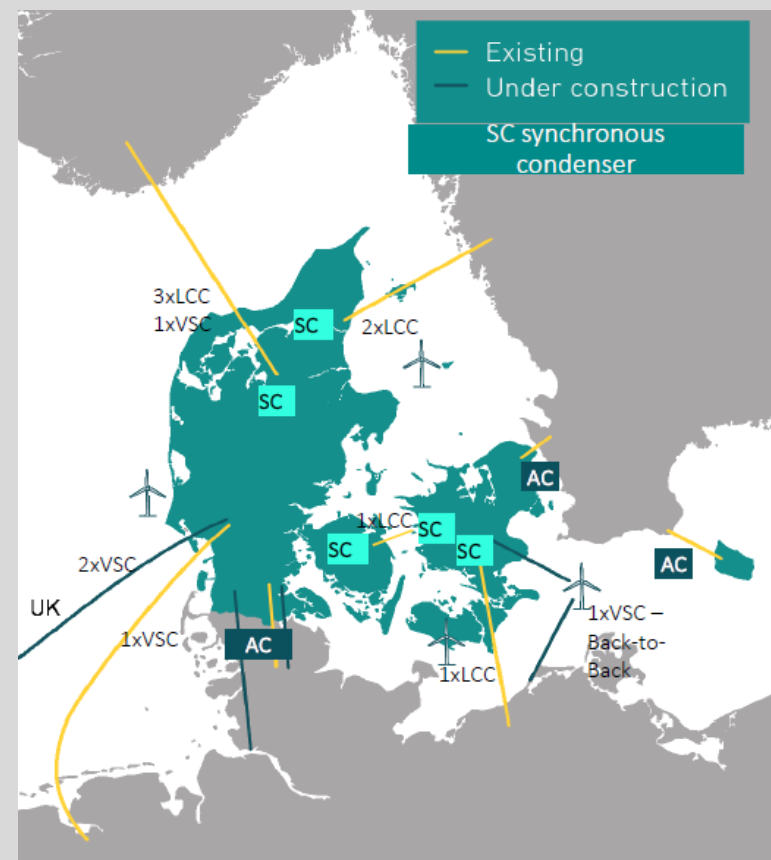 Existing
Under construction
SC synchronous
condenser
3xLCC
1xVSC
SC
2xLCC
SC
AC
1xLCC
SC
SC
SC
AC
2xVSC
UK
1xVSC
AC
1xLCC
1xVSC –
Back-to-
Back